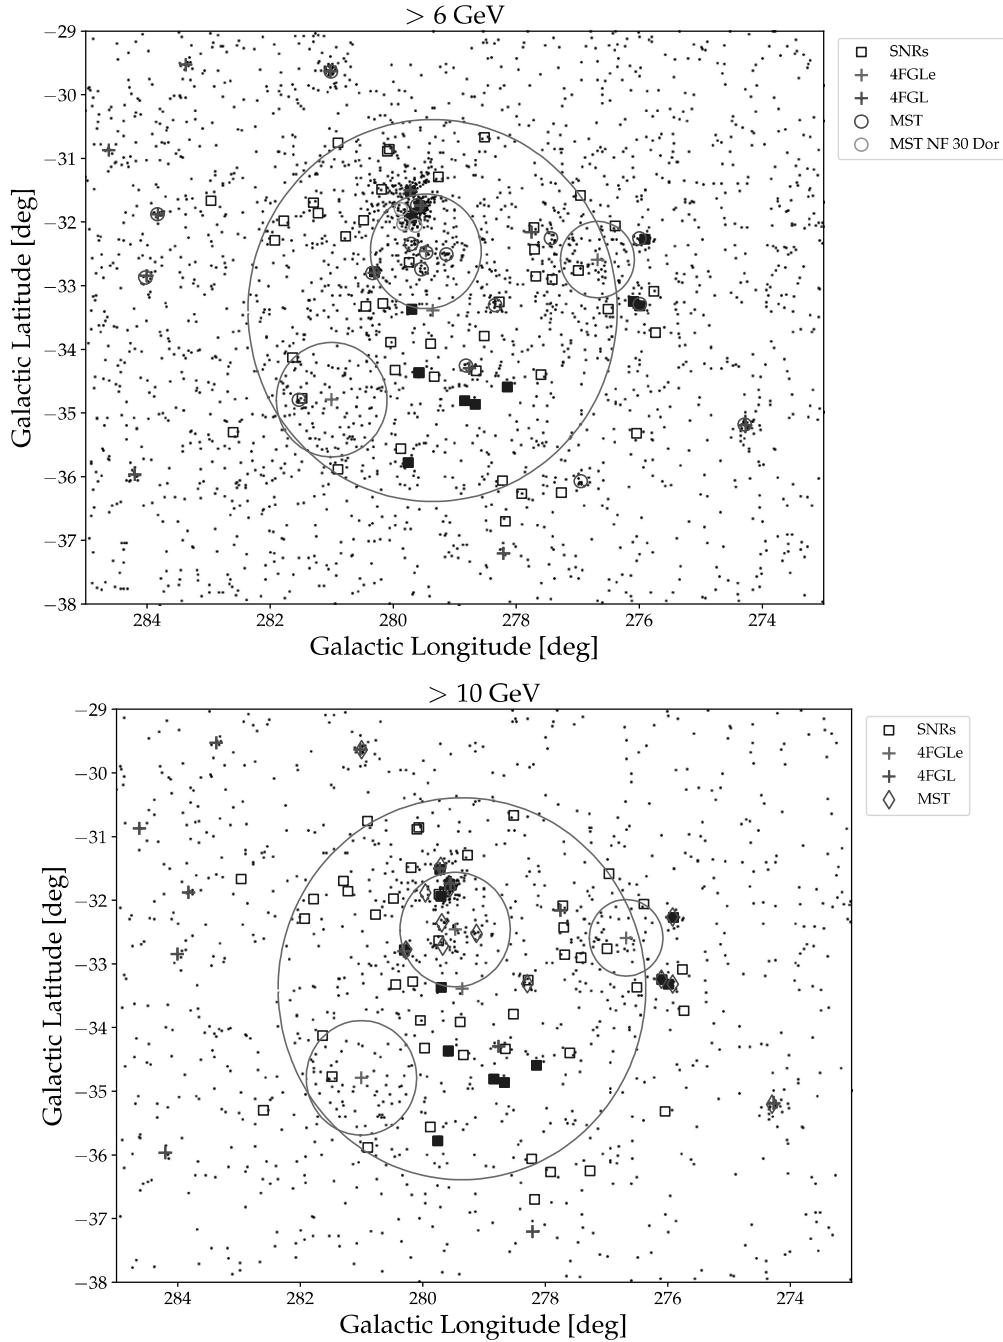 > 6 GeV
−29
−30
−31
−32
−33
−34
−35
−36
−37
−38
Galactic Latitude [deg]
284
282
280
278
276
274
Galactic Longitude [deg]
SNRs
4FGLe
4FGL
MST
MST NF 30 Dor
> 10 GeV
−29
−30
−31
−32
−33
−34
−35
−36
−37
−38
Galactic Latitude [deg]
284
282
280
278
276
274
Galactic Longitude [deg]
SNRs
4FGLe
4FGL
MST